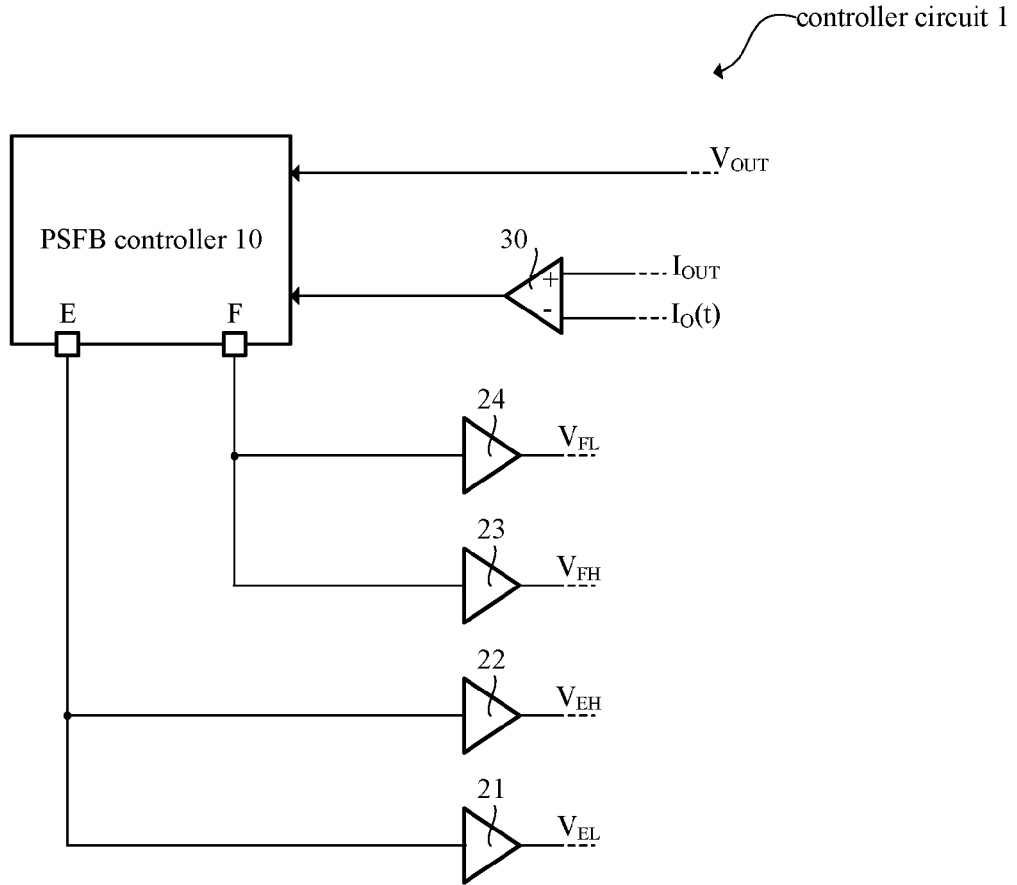 controller circuit 1
V_OUT
PSFB controller 10
30
+
-
I_OUT
I_O(t)
E
F
24
V_FL
23
V_FH
22
V_EH
21
V_EL